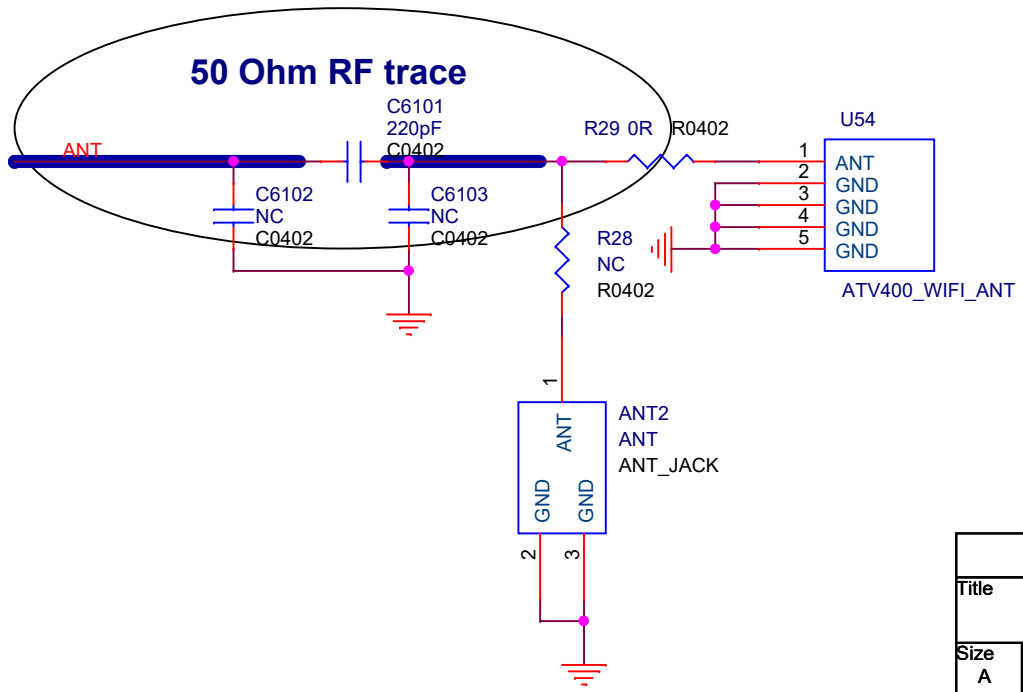 50 Ohm RF trace
C6101
220pF
C0402
ANT
C6102
NC
C0402
C6103
NC
C0402
R29 0R R0402
R28
NC
R0402
U54
1
2
3
4
5
ANT
GND
GND
GND
GND
ATV400_WIFI_ANT
1
ANT
GND
GND
2
3
ANT2
ANT
ANT_JACK
Title
Size
A